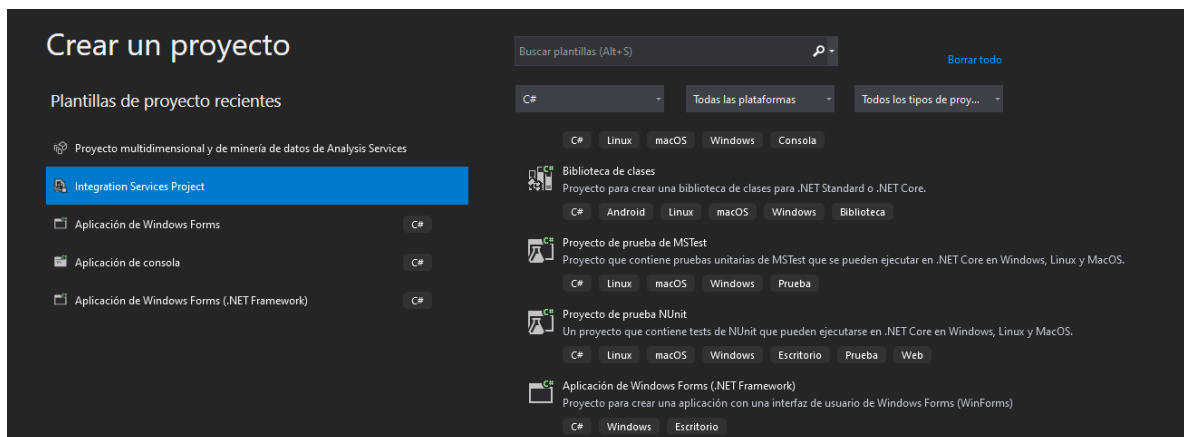 Crear un proyecto
Plantillas de proyecto recientes
Proyecto multidimensional y de minería de datos de Analysis Services
Integration Services Project
Aplicación de Windows Forms C#
Aplicación de consola C#
Aplicación de Windows Forms (.NET Framework) C#
Buscar plantillas (Alt+S)
Borrar todo
C# Todas las plataformas Todos los tipos de proy...
C# Linux macOS Windows Consola
Biblioteca de clases
Proyecto para crear una biblioteca de clases para .NET Standard o .NET Core.
C# Android Linux macOS Windows Biblioteca
Proyecto de prueba de MSTest
Proyecto que contiene pruebas unitarias de MSTest que se pueden ejecutar en .NET Core en Windows, Linux y MacOS.
C# Linux macOS Windows Prueba
Proyecto de prueba NUnit
Un proyecto que contiene tests de NUnit que pueden ejecutarse en .NET Core en Windows, Linux y MacOS.
C# Linux macOS Windows Escritorio Prueba Web
Aplicación de Windows Forms (.NET Framework)
Proyecto para crear una aplicación con una interfaz de usuario de Windows Forms (WinForms)
C# Windows Escritorio